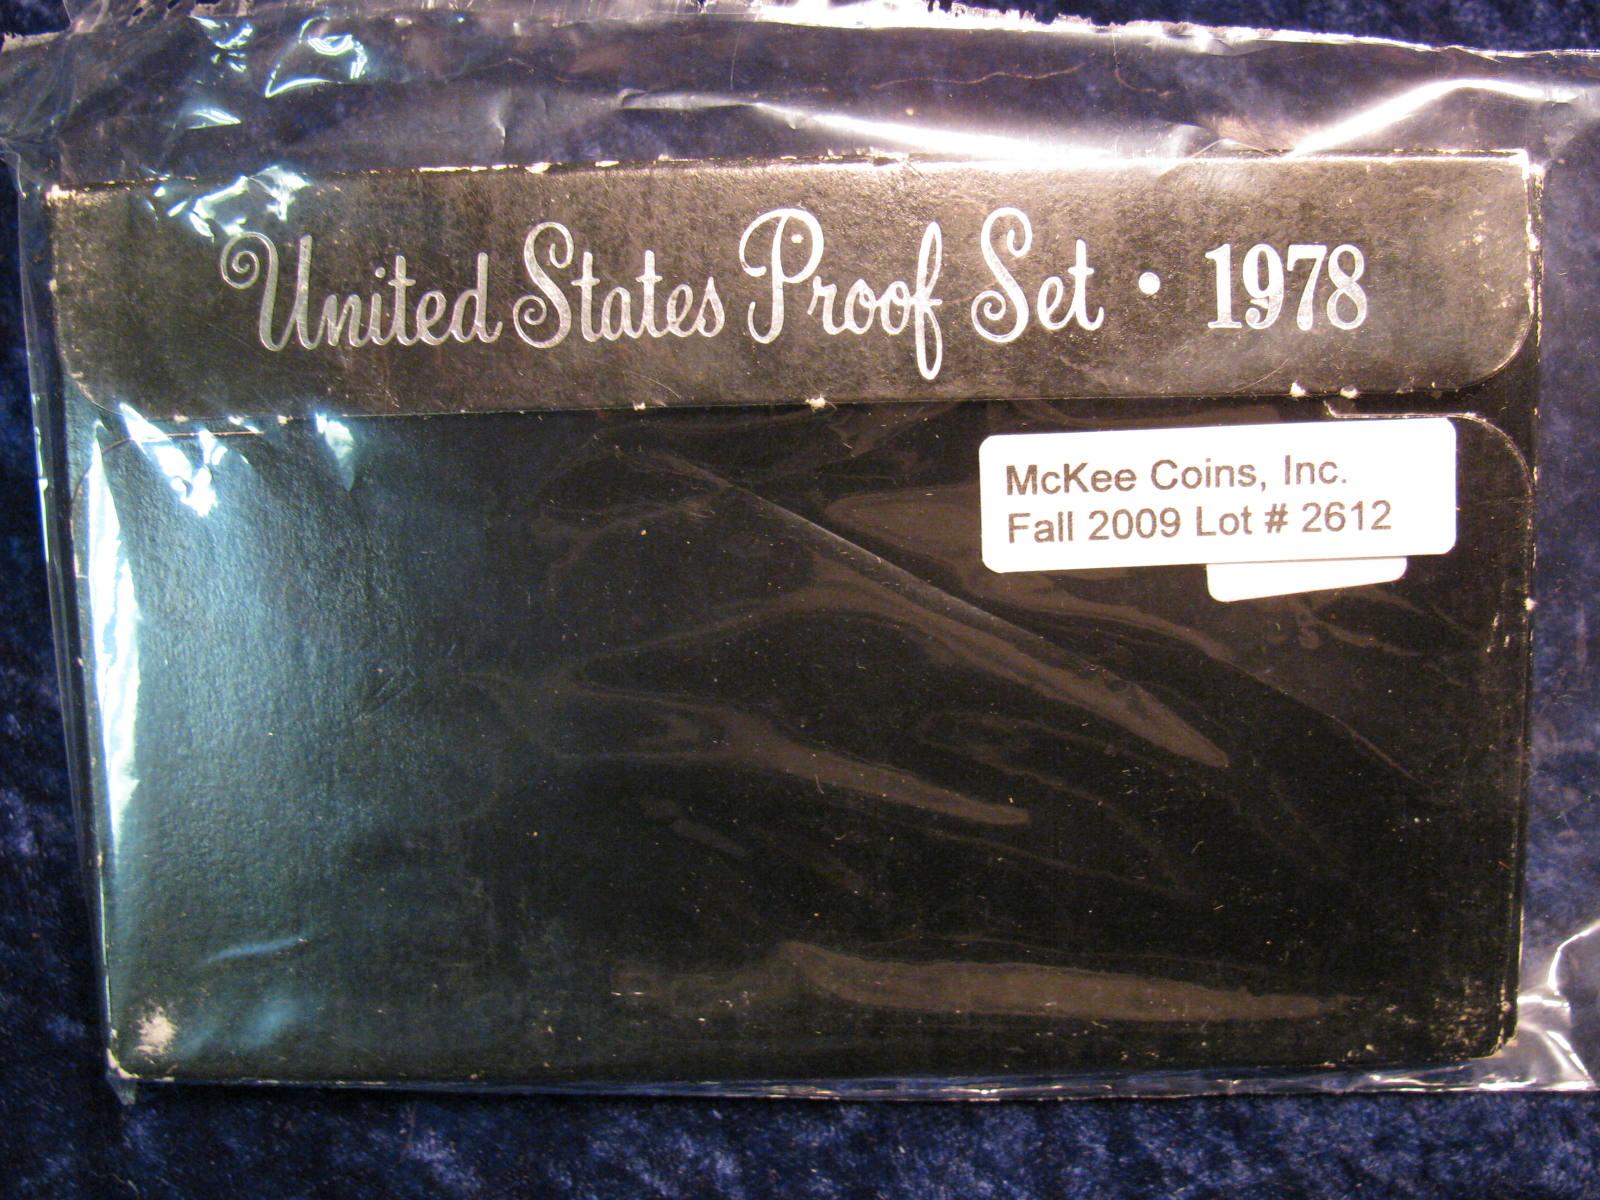 United States Proof Set • 1978
McKee Coins, Inc.
Fall 2009 Lot # 2612